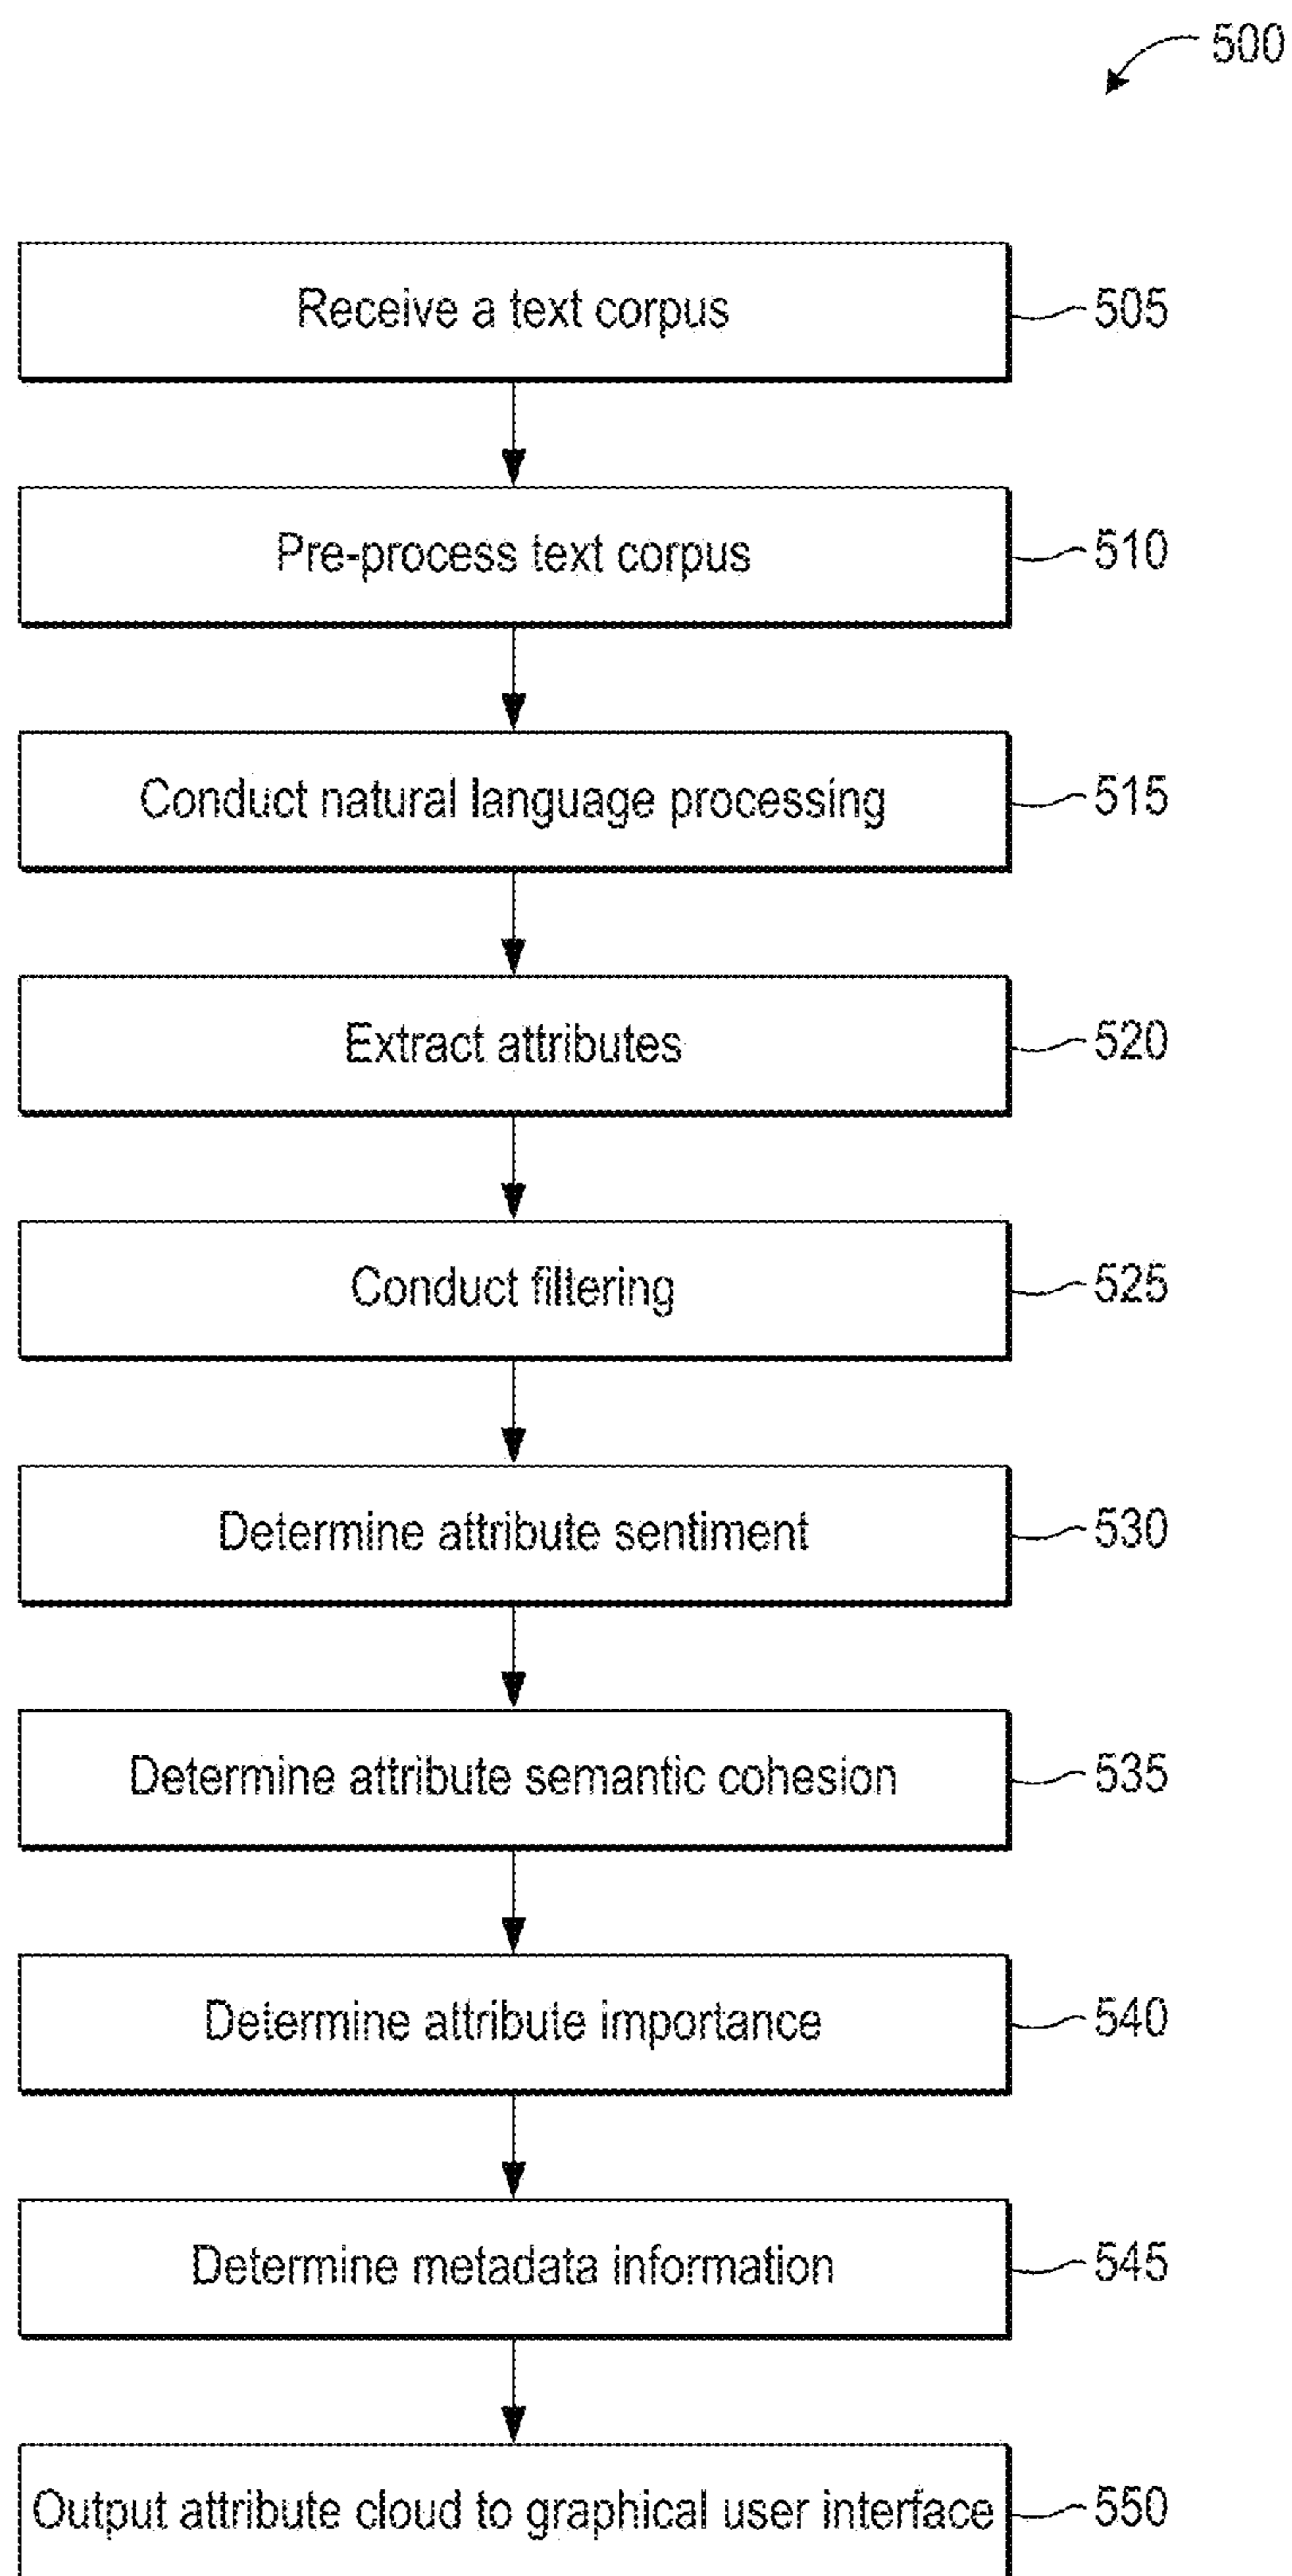 500
Receive a text corpus 505
Pre-process text corpus 510
Conduct natural language processing 515
Extract attributes 520
Conduct filtering 525
Determine attribute sentiment 530
Determine attribute semantic cohesion 535
Determine attribute importance 540
Determine metadata information 545
Output attribute cloud to graphical user interface 550